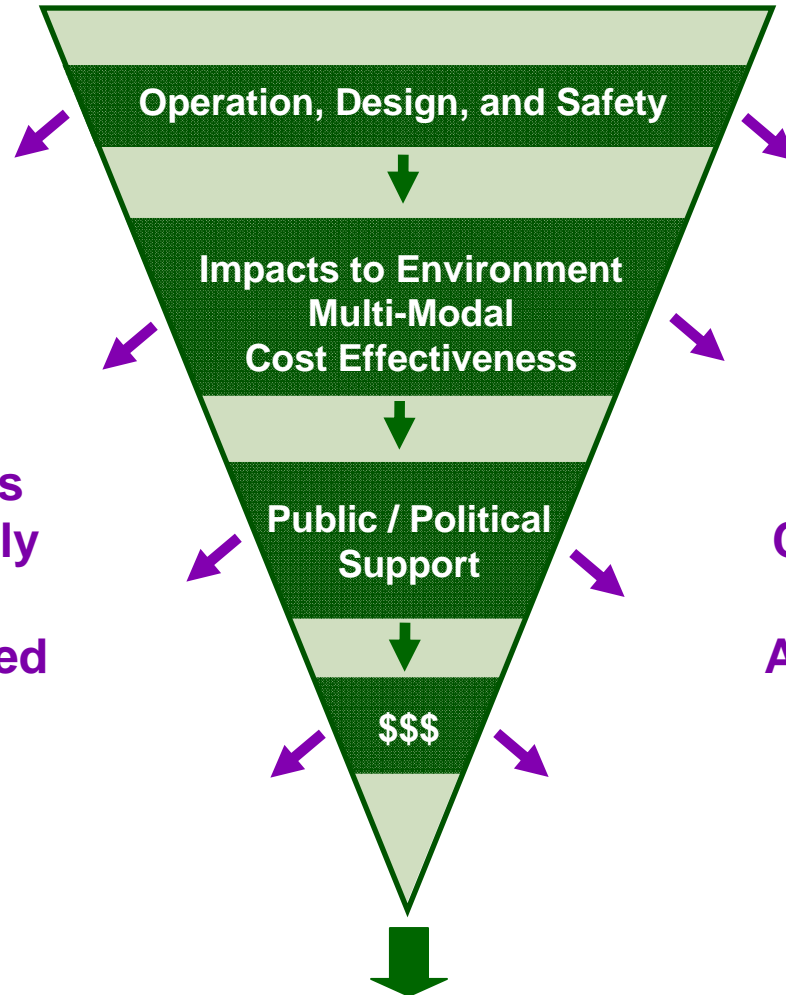 Operation, Design, and Safety
Impacts to Environment
Multi-Modal
Cost Effectiveness
Public / Political
Support
$$$